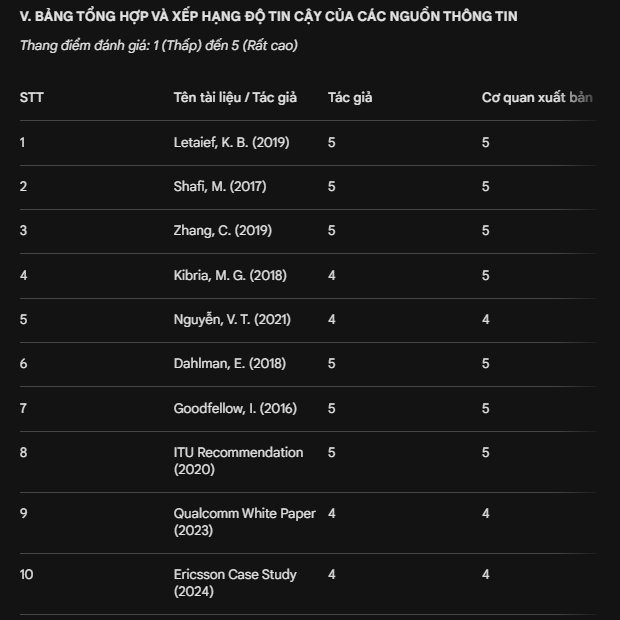 V. BẢNG TỔNG HỢP VÀ XẾP HẠNG ĐỘ TIN CẬY CỦA CÁC NGUỒN THÔNG TIN
Thang điểm đánh giá: 1 (Thấp) đến 5 (Rất cao)
STT Tên tài liệu / Tác giả Tác giả Cơ quan xuất bản
1 Letaief, K. B. (2019) 5 5
2 Shafi, M. (2017) 5 5
3 Zhang, C. (2019) 5 5
4 Kibria, M. G. (2018) 4 5
5 Nguyễn, V. T. (2021) 4 4
6 Dahlman, E. (2018) 5 5
7 Goodfellow, I. (2016) 5 5
8 ITU Recommendation 5 5
(2020)
9 Qualcomm White Paper 4 4
(2023)
10 Ericsson Case Study 4 4
(2024)